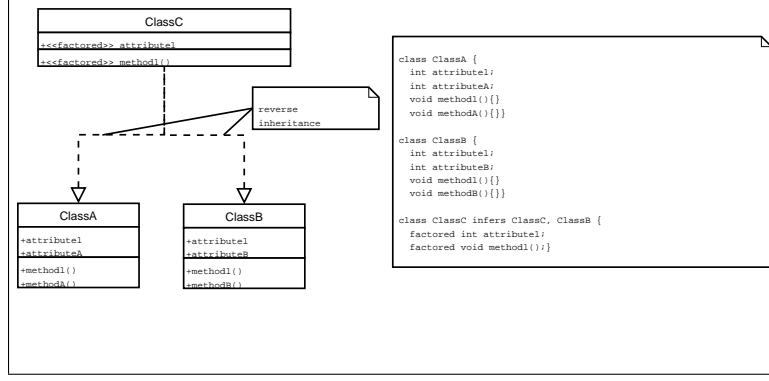 ClassC
+<<factored>> attribute1
+<<factored>> method1()
reverse
inheritance
ClassA
+attribute1
+attributeA
+method1()
+methodA()
ClassB
+attribute1
+attributeB
+method1()
+methodB()
class ClassA {
int attribute1;
int attributeA;
void method1(){}
void methodA(){}}
class ClassB {
int attribute1;
int attributeB;
void method1(){}
void methodB(){}}
class ClassC infers ClassC, ClassB {
factored int attribute1;
factored void method1();}